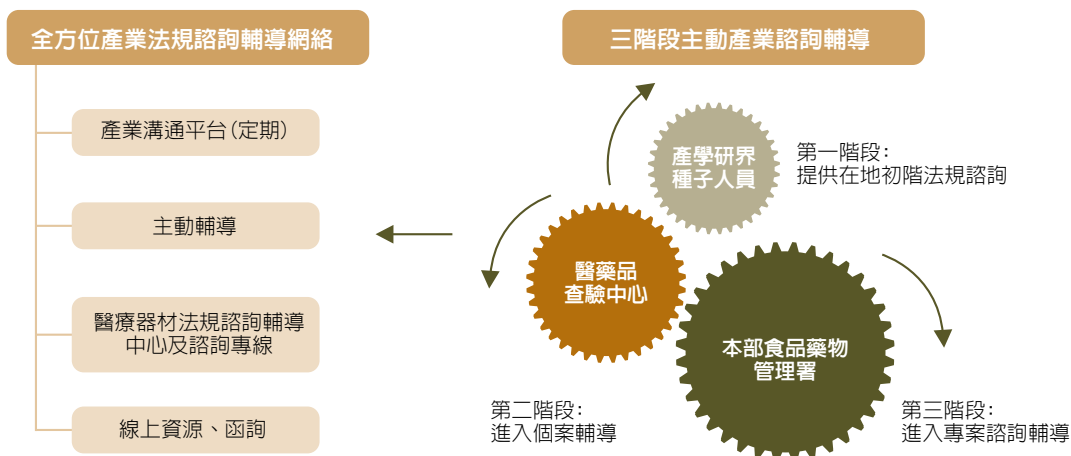 全方位產業法規諮詢輔導網絡
產業溝通平台(定期)
主動輔導
醫療器材法規諮詢輔導
中心及諮詢專線
線上資源、函詢
三階段主動產業諮詢輔導
產學研界
種子人員
第一階段：
提供在地初階法規諮詢
醫藥品
查驗中心
本部食品藥物
管理署
第二階段：
進入個案輔導
第三階段：
進入專案諮詢輔導